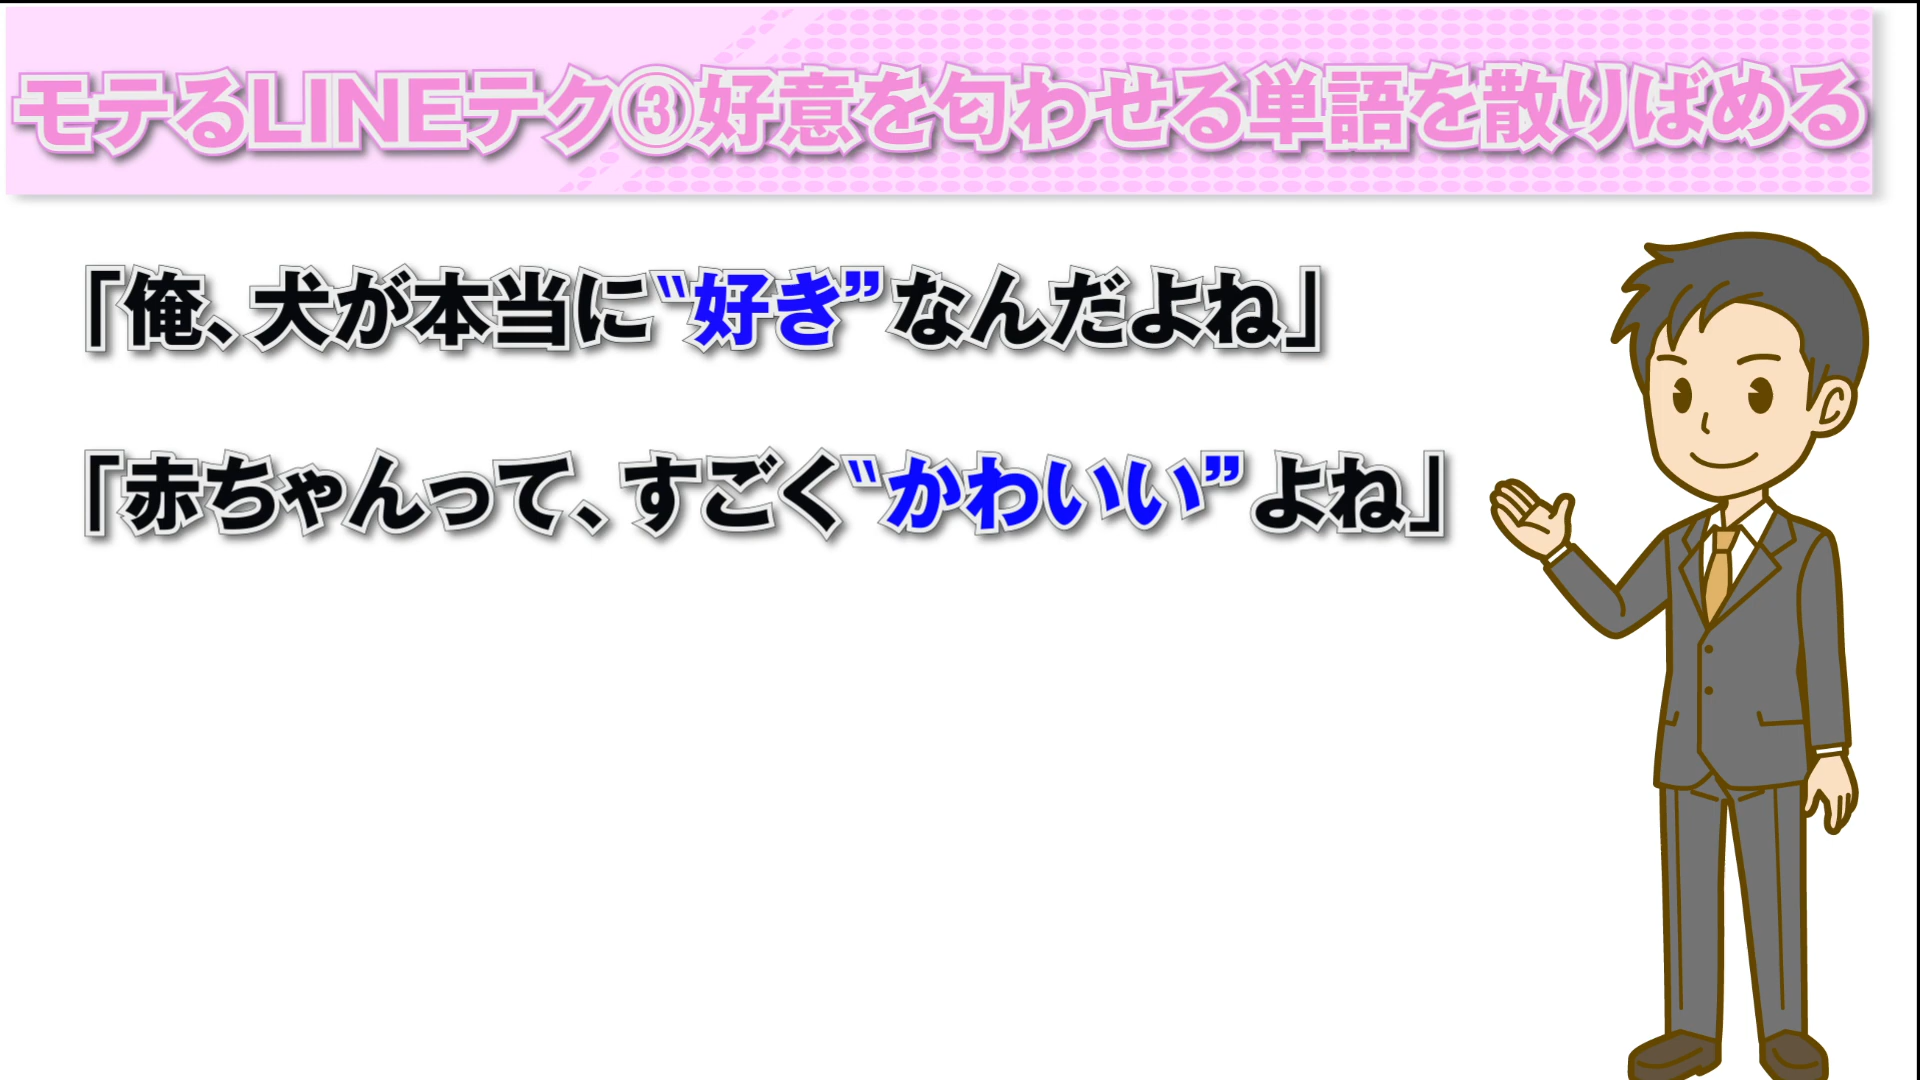 モテるLINEテク③好意を匂わせる単語を散りばめる
「俺、犬が本当に〝好き”なんだよね」
「赤ちゃんって、すごく〝かわいい”よね」